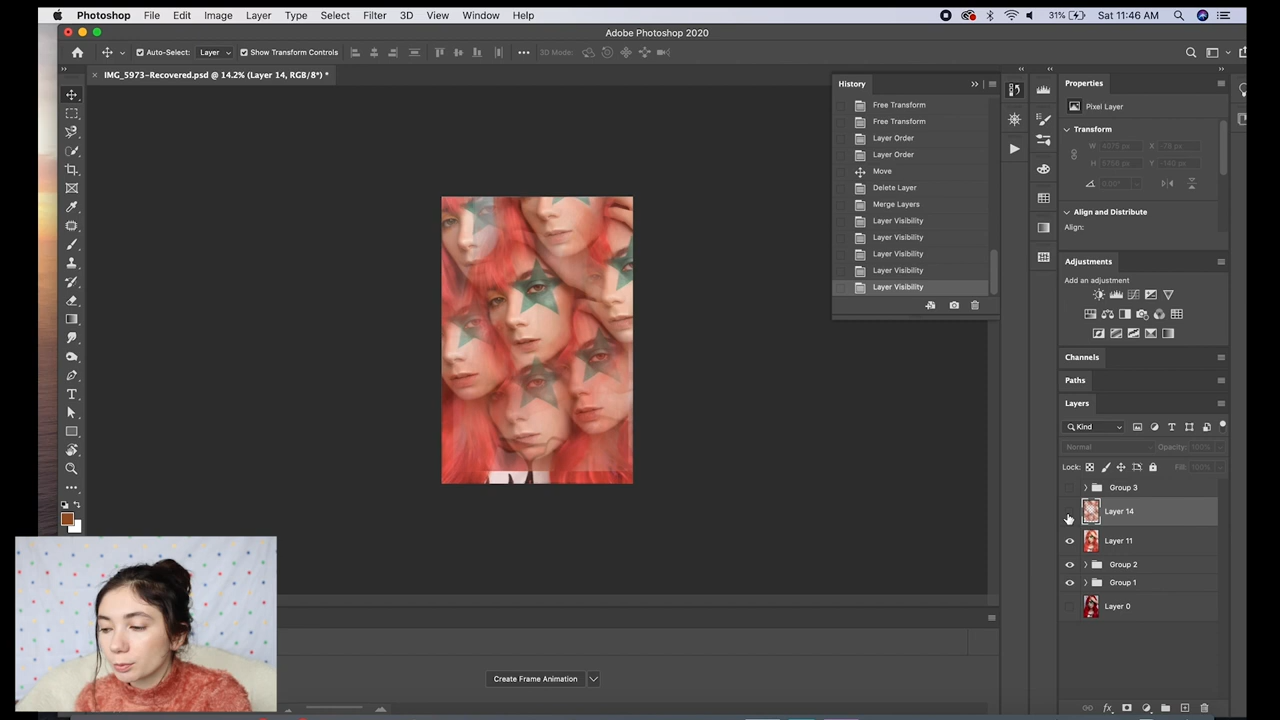 Photoshop File Edit Image Layer Type Select Filter 3D View Window Help 31% Sat 11:46 AM
Adobe Photoshop 2020
Auto-Select: Layer Show Transform Controls 3D Mode:
IMG_5973-Recovered.psd @ 14.2% (Layer 14, RGB/8*) *
History
Free Transform
Free Transform
Layer Order
Layer Order
Move
Delete Layer
Merge Layers
Layer Visibility
Layer Visibility
Layer Visibility
Layer Visibility
Layer Visibility
Properties
Pixel Layer
Transform
W X
H Y
Align and Distribute
Align:
Adjustments
Add an adjustment
Channels
Paths
Layers
Kind
Normal Opacity: 100%
Lock: Fill: 100%
Group 3
Layer 14
Layer 11
Group 2
Group 1
Layer 0
Create Frame Animation